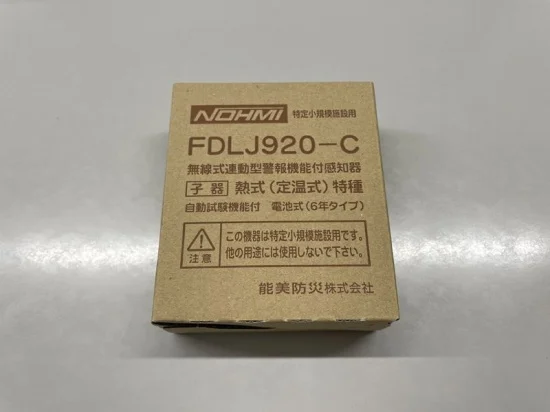 NOHMI 特定小規模施設用
FDLJ920-C
無線式連動型警報機能付感知器
子器 熱式(定温式)特種
自動試験機能付 電池式(6年タイプ)
注意 この機器は特定小規模施設用です。
他の用途には使用しないで下さい。
能美防災株式会社